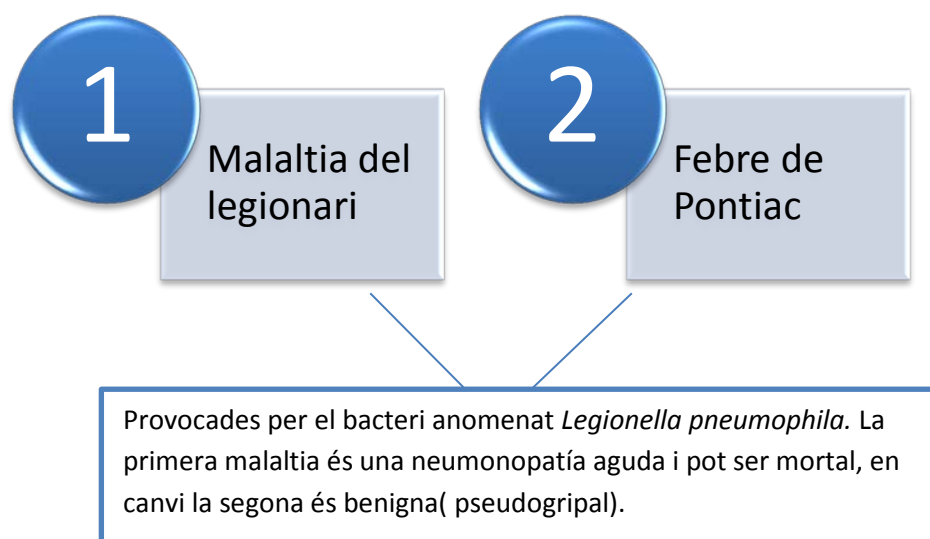 1
Malaltia del
legionari
2
Febre de
Pontiac
Provocades per el bacteri anomenat Legionella pneumophila. La
primera malaltia és una neumonopatía aguda i pot ser mortal, en
canvi la segona és benigna( pseudogripal).